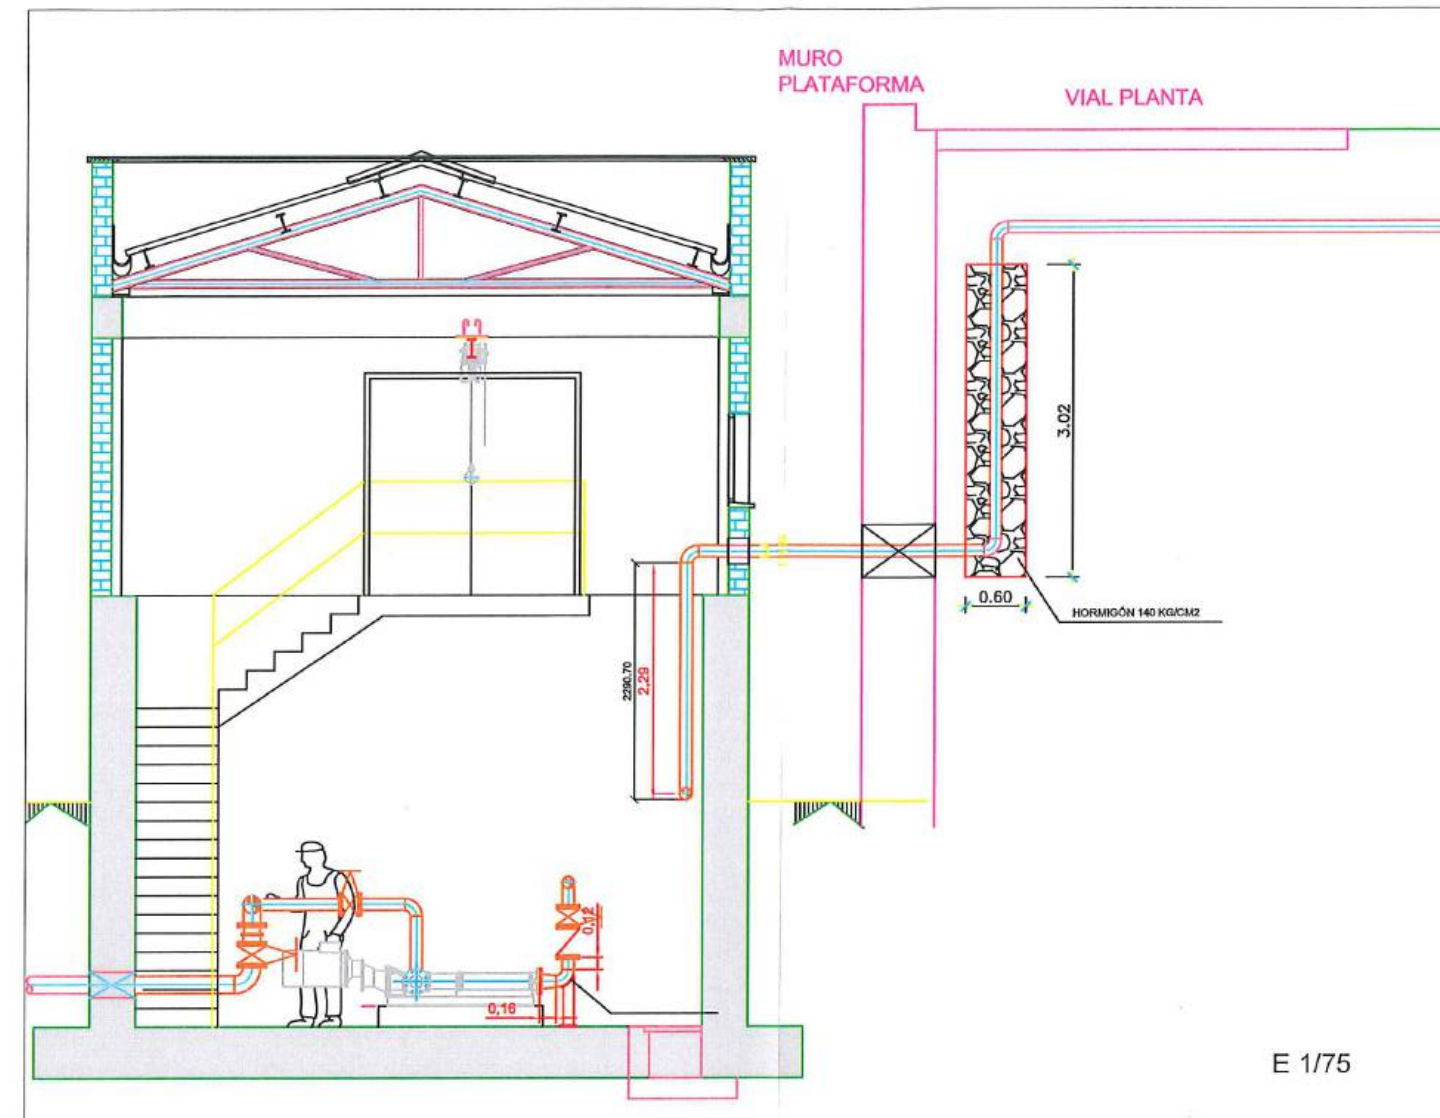 MURO
PLATAFORMA
VIAL PLANTA
3.02
0.60
HORMIGÓN 140 KG/CM2
2290.70
2,29
0,12
0,16
E 1/75